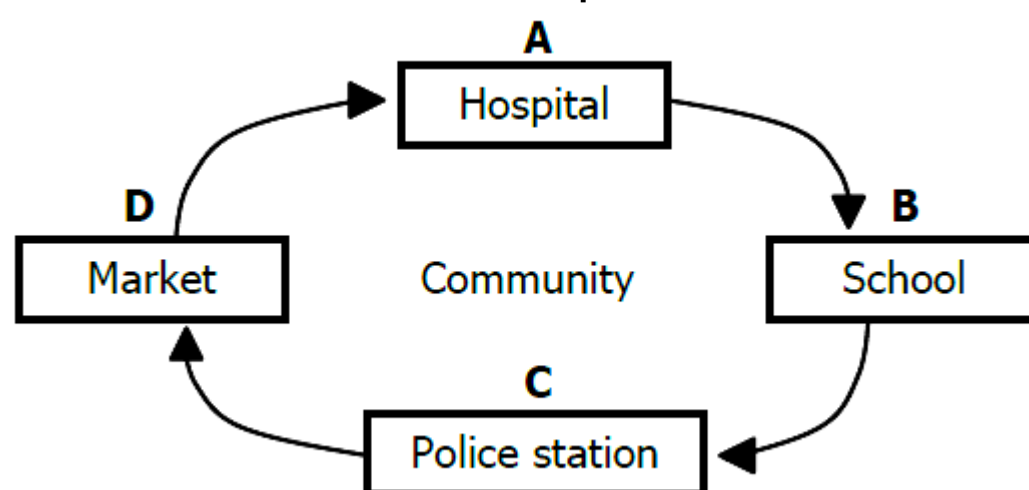 A
Hospital
D
B
Market
Community
School
C
Police station